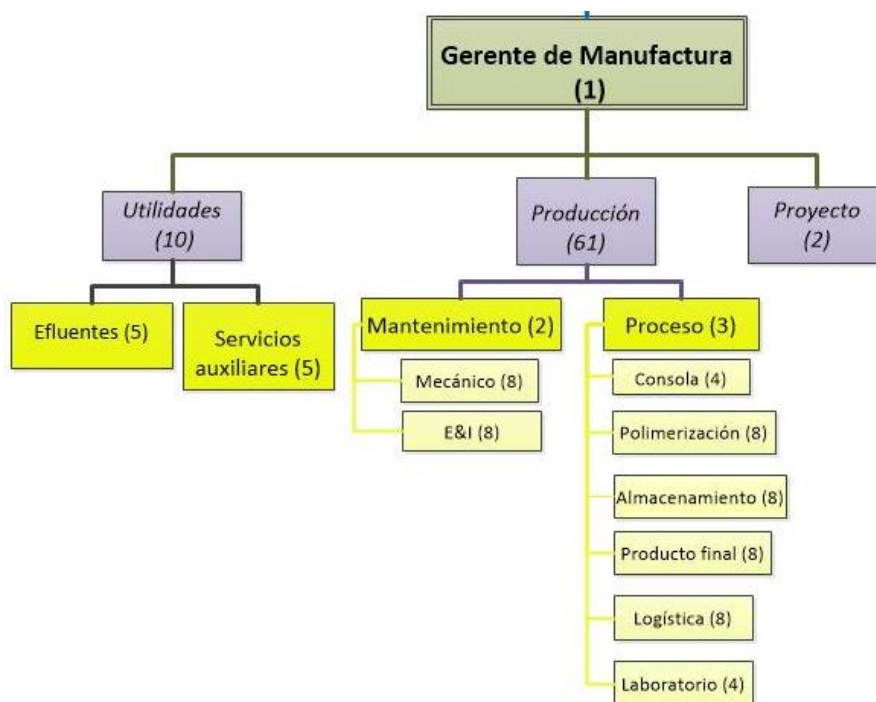 Gerente de Manufactura
(1)
Utilidades
(10)
Producción
(61)
Proyecto
(2)
Efluentes (5)
Servicios
auxiliares (5)
Mantenimiento (2)
Mecánico (8)
E&I (8)
Proceso (3)
Consola (4)
Polimerización (8)
Almacenamiento (8)
Producto final (8)
Logística (8)
Laboratorio (4)